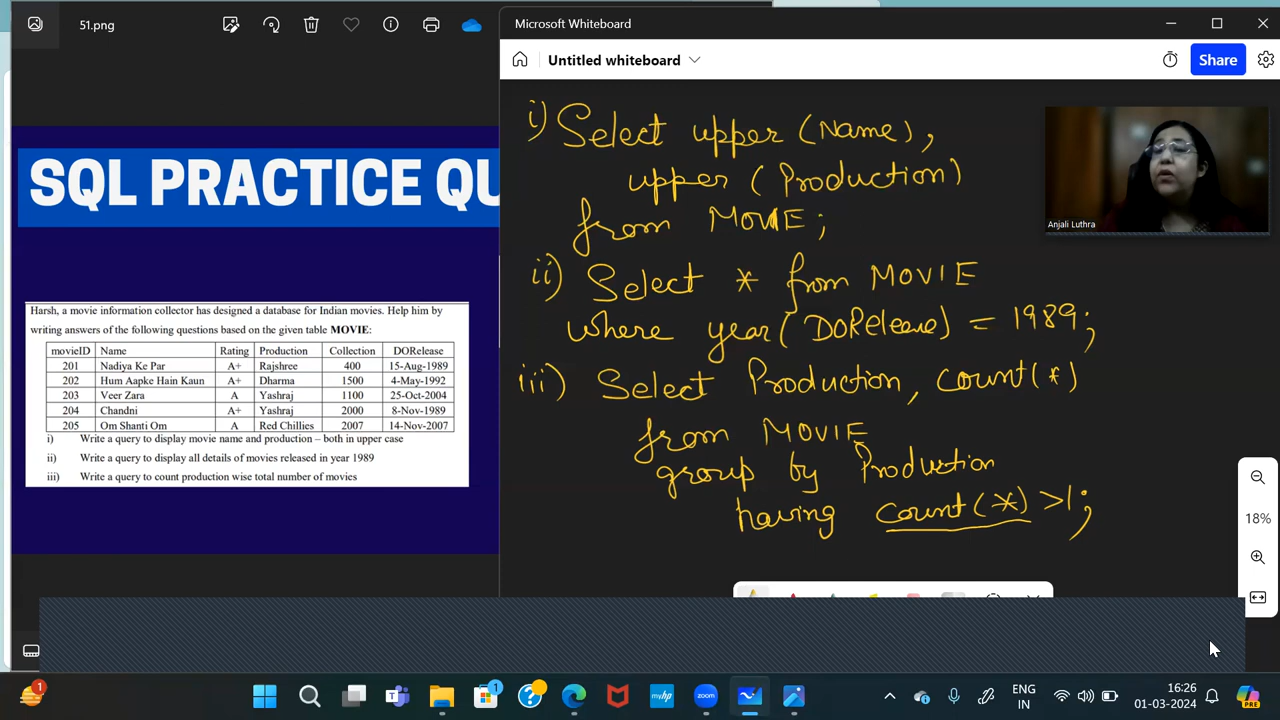 51.png
Microsoft Whiteboard
Untitled whiteboard
Share
SQL PRACTICE QU
Harsh, a movie information collector has designed a database for Indian movies. Help him by
writing answers of the following questions based on the given table MOVIE:
movieID Name Rating Production Collection DORelease
201 Nadiya Ke Par A+ Rajshree 400 15-Aug-1989
202 Hum Aapke Hain Kaun A+ Dharma 1500 4-May-1992
203 Veer Zara A Yashraj 1100 25-Oct-2004
204 Chandni A+ Yashraj 2000 8-Nov-1989
205 Om Shanti Om A Red Chillies 2007 14-Nov-2007
i) Write a query to display movie name and production – both in upper case
ii) Write a query to display all details of movies released in year 1989
iii) Write a query to count production wise total number of movies
i) Select upper (Name),
upper (Production)
from MOVIE;
ii) Select * from MOVIE
where year(DORelease) = 1989;
iii) Select Production, count(*)
from MOVIE
group by Production
having count(*) >1;
Anjali Luthra
18%
1
1
myhp
zoom
ENG
IN
16:26
01-03-2024
PRE